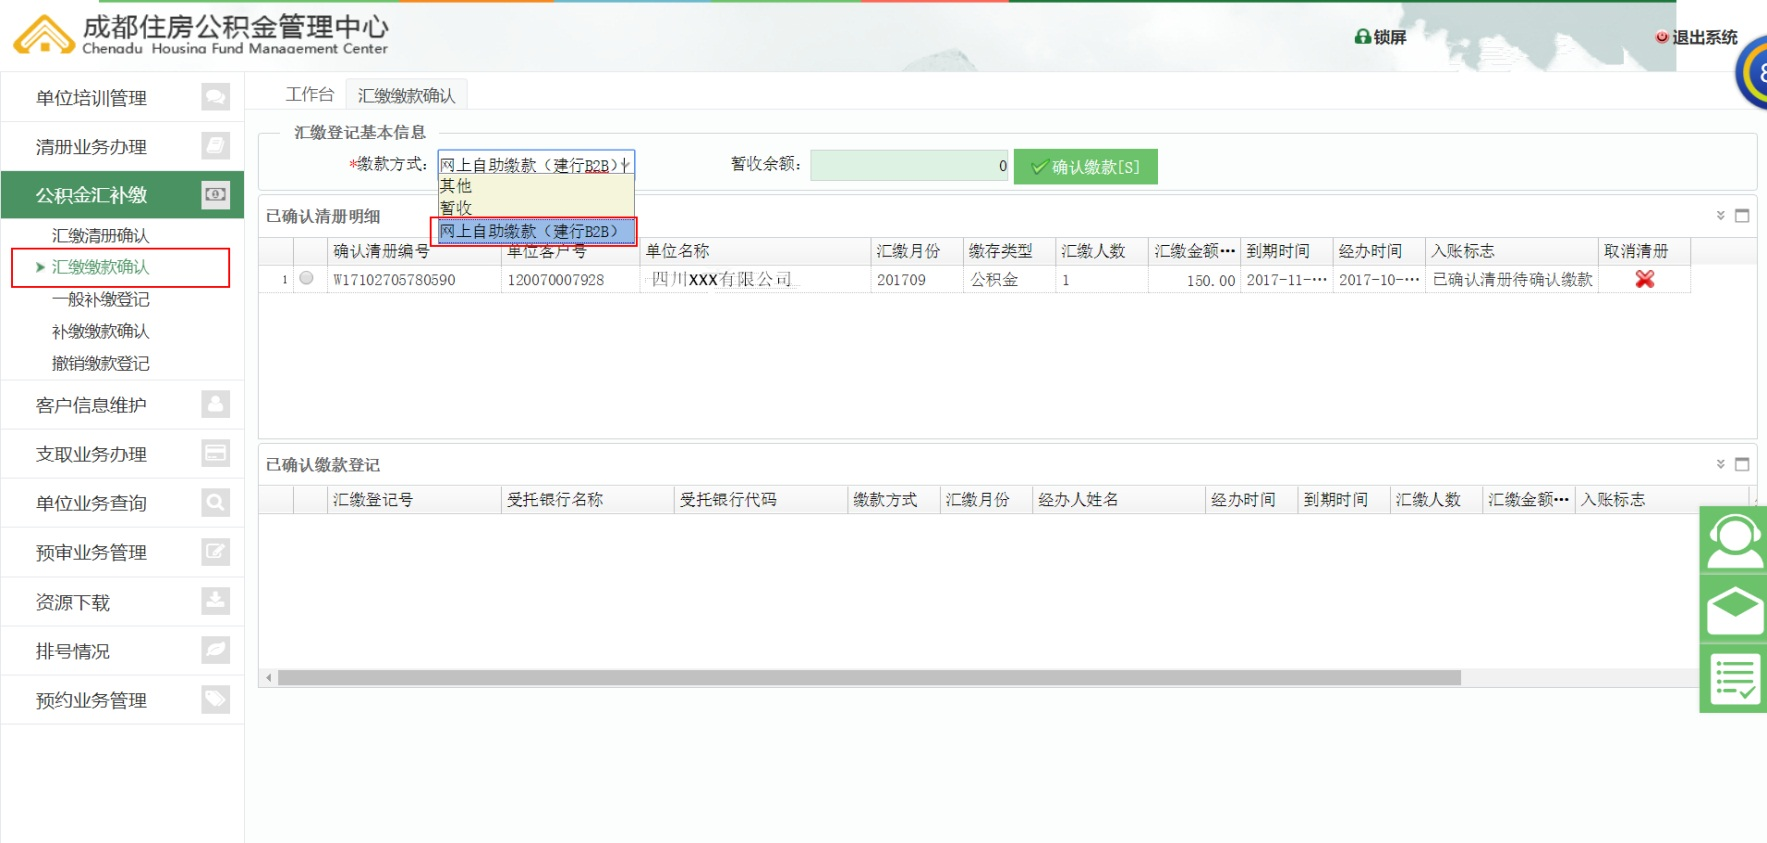 成都住房公积金管理中心
Chengdu Housing Fund Management Center
锁屏
退出系统
8
单位培训管理
清册业务办理
公积金汇补缴
汇缴清册确认
汇缴缴款确认
一般补缴登记
补缴缴款确认
撤销缴款登记
客户信息维护
支取业务办理
单位业务查询
预审业务管理
资源下载
排号情况
预约业务管理
工作台 汇缴缴款确认
汇缴登记基本信息
*缴款方式: 网上自助缴款（建行B2B） 暂收余额: 0 确认缴款[S]
其他
暂收
网上自助缴款（建行B2B）
已确认清册明细
确认清册编号 单位客户号 单位名称 汇缴月份 缴存类型 汇缴人数 汇缴金额… 到期时间 经办时间 入账标志 取消清册
1 W17102705780590 120070007928 四川XXX有限公司 201709 公积金 1 150.00 2017-11-… 2017-10-… 已确认清册待确认缴款
已确认缴款登记
汇缴登记号 受托银行名称 受托银行代码 缴款方式 汇缴月份 经办人姓名 经办时间 到期时间 汇缴人数 汇缴金额… 入账标志